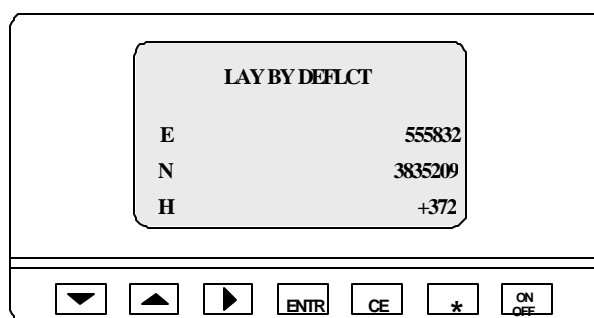 LAY BY DEFLCT
E 555832
N 3835209
H +372
ENTR CE * ON
OFF